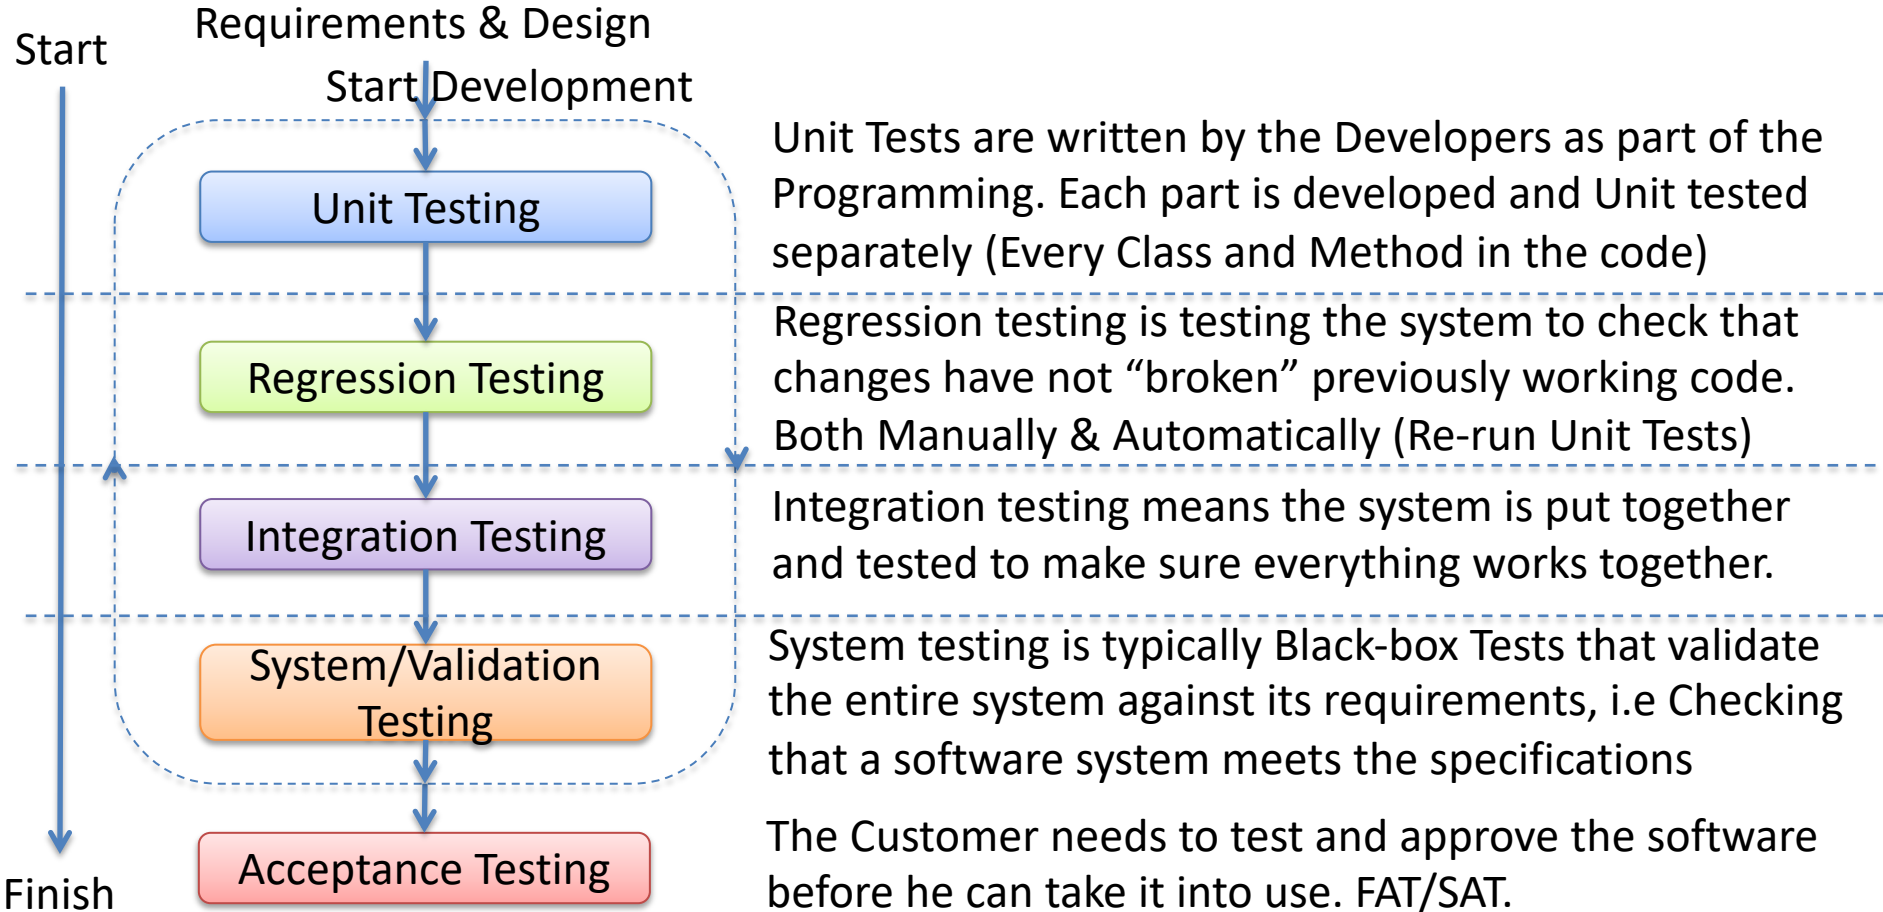 Start
Requirements & Design
Start Development
Unit Testing
Unit Tests are written by the Developers as part of the
Programming. Each part is developed and Unit tested
separately (Every Class and Method in the code)
Regression Testing
Regression testing is testing the system to check that
changes have not “broken” previously working code.
Both Manually & Automatically (Re-run Unit Tests)
Integration Testing
Integration testing means the system is put together
and tested to make sure everything works together.
System/Validation
Testing
System testing is typically Black-box Tests that validate
the entire system against its requirements, i.e Checking
that a software system meets the specifications
Acceptance Testing
The Customer needs to test and approve the software
before he can take it into use. FAT/SAT.
Finish